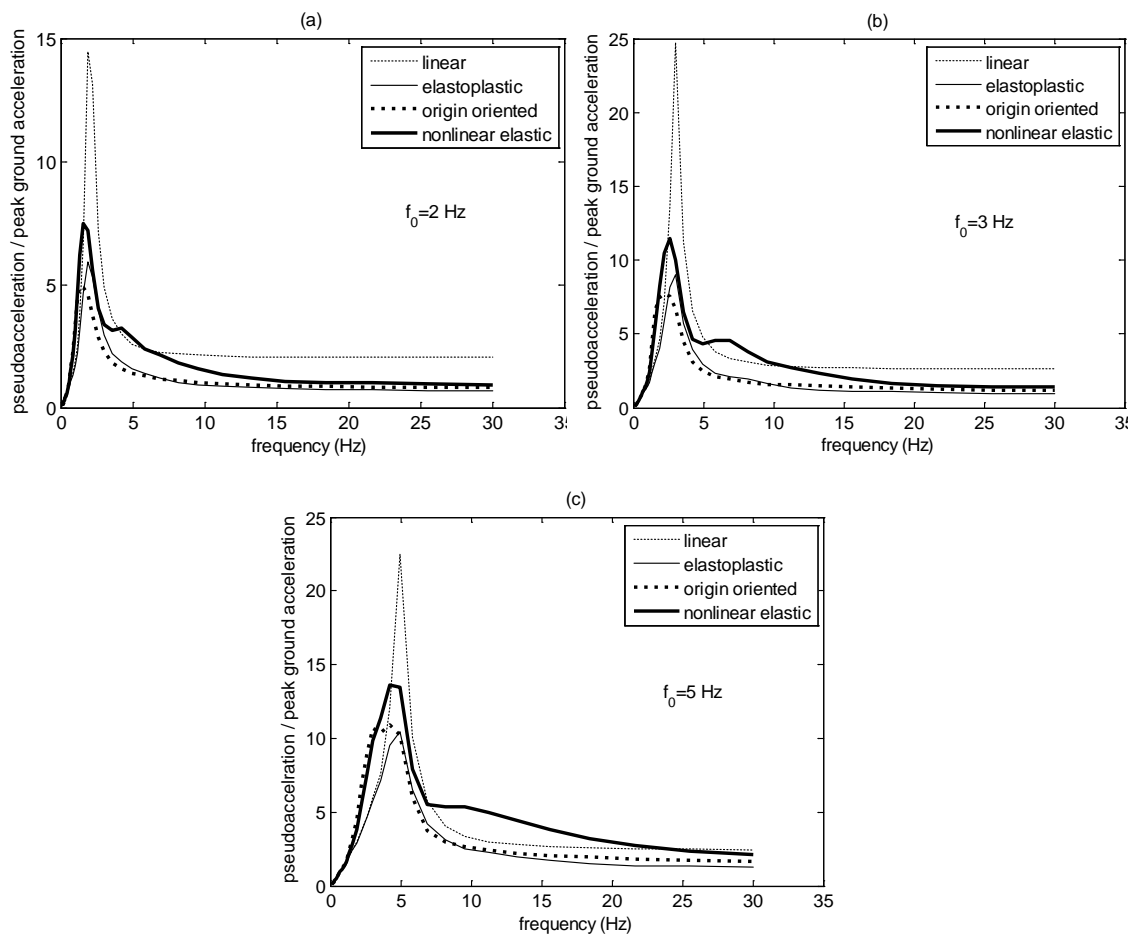 (a)
pseudoacceleration / peak ground acceleration
15
10
5
0
linear
elastoplastic
origin oriented
nonlinear elastic
f0=2 Hz
0 5 10 15 20 25 30 35
frequency (Hz)
(b)
pseudoacceleration / peak ground acceleration
25
20
15
10
5
0
linear
elastoplastic
origin oriented
nonlinear elastic
f0=3 Hz
0 5 10 15 20 25 30 35
frequency (Hz)
(c)
pseudoaccelration / peak ground acceleration
25
20
15
10
5
0
linear
elastoplastic
origin oriented
nonlinear elastic
f0=5 Hz
0 5 10 15 20 25 30 35
frequency (Hz)